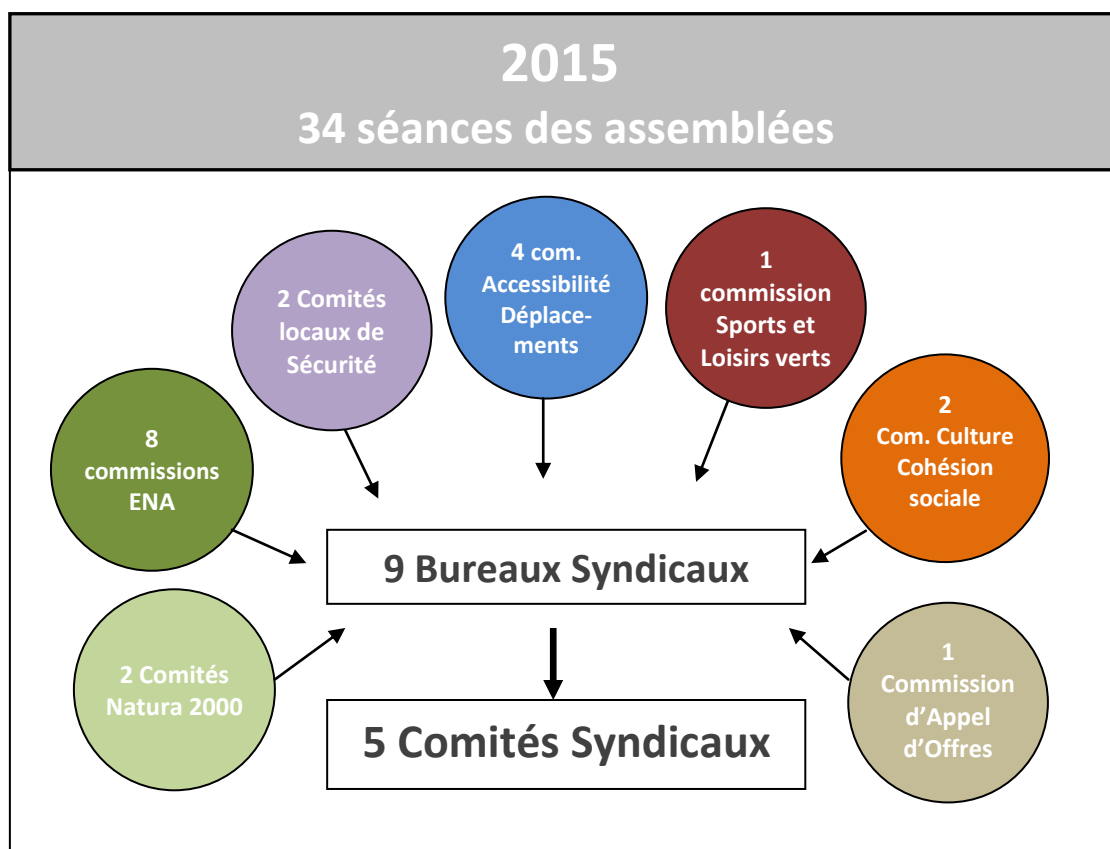 2015
34 séances des assemblées
4 com.
Accessibilité
Déplace-
ments
1
commission
Sports et
Loisirs verts
2 Comités
locaux de
Sécurité
2
Com. Culture
Cohésion
sociale
8
commissions
ENA
9 Bureaux Syndicaux
2 Comités
Natura 2000
1
Commission
d’Appel
d’Offres
5 Comités Syndicaux